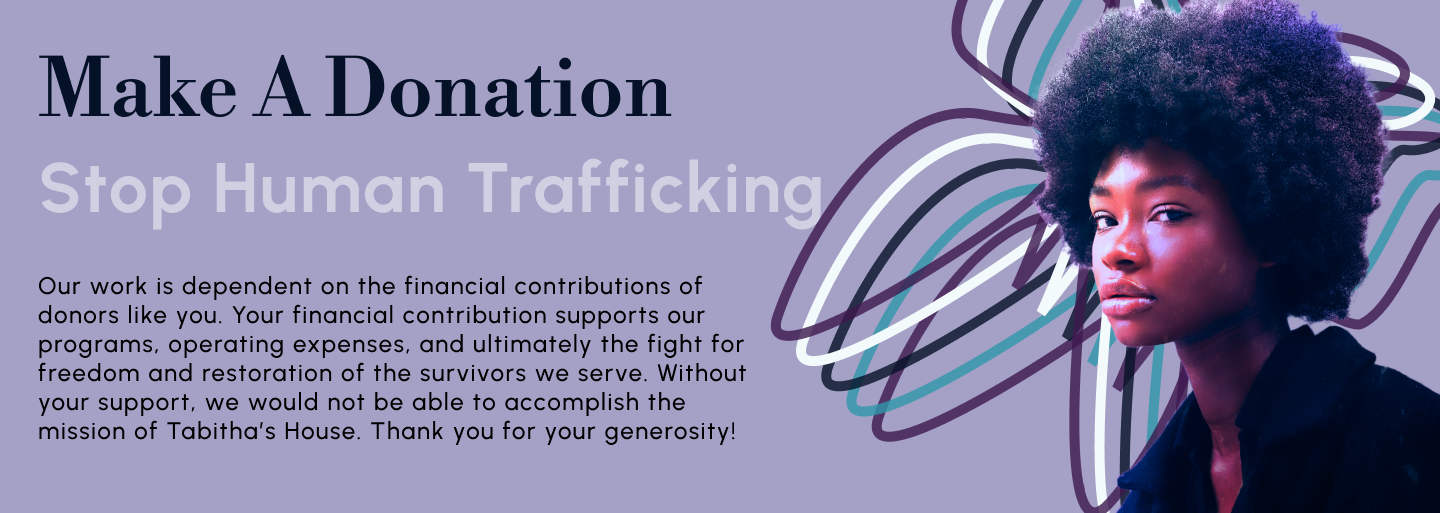 Make A Donation
Stop Human Trafficking
Our work is dependent on the financial contributions of
donors like you. Your financial contribution supports our
programs, operating expenses, and ultimately the fight for
freedom and restoration of the survivors we serve. Without
your support, we would not be able to accomplish the
mission of Tabitha's House. Thank you for your generosity!